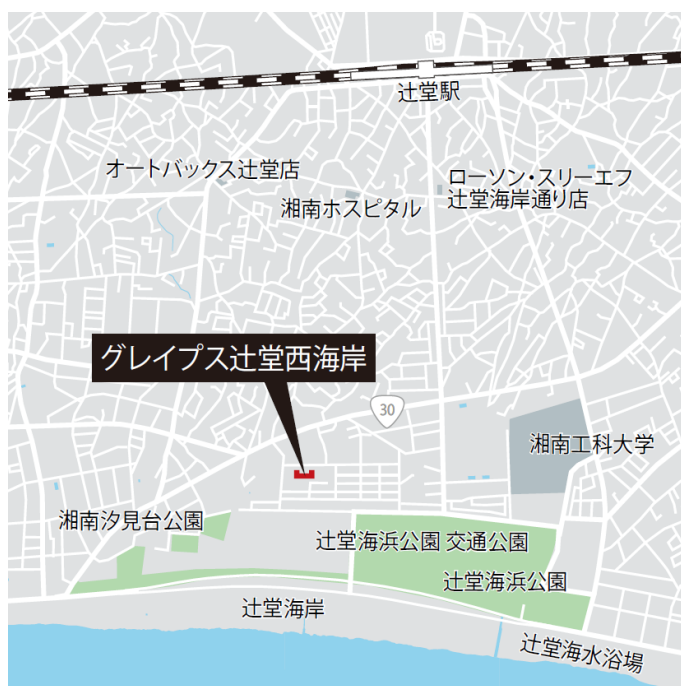 辻堂駅
オートバックス辻堂店
ローソン・スリーエフ
辻堂海岸通り店
湘南ホスピタル
グレイプス辻堂西海岸
30
湘南工科大学
湘南汐見台公園
辻堂海浜公園 交通公園
辻堂海浜公園
辻堂海岸
辻堂海水浴場